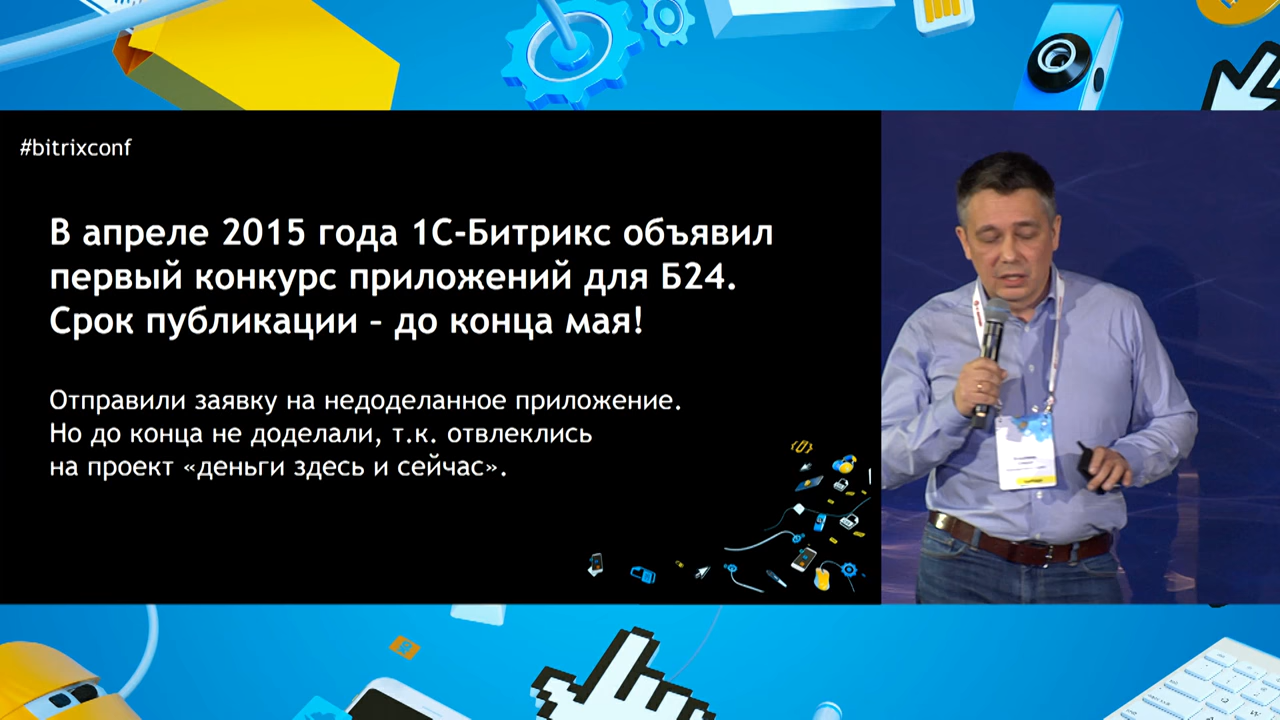 #bitrixconf
В апреле 2015 года 1С-Битрикс объявил
первый конкурс приложений для Б24.
Срок публикации – до конца мая!
Отправили заявку на недоделанное приложение.
Но до конца не доделали, т.к. отвлеклись
на проект «деньги здесь и сейчас».